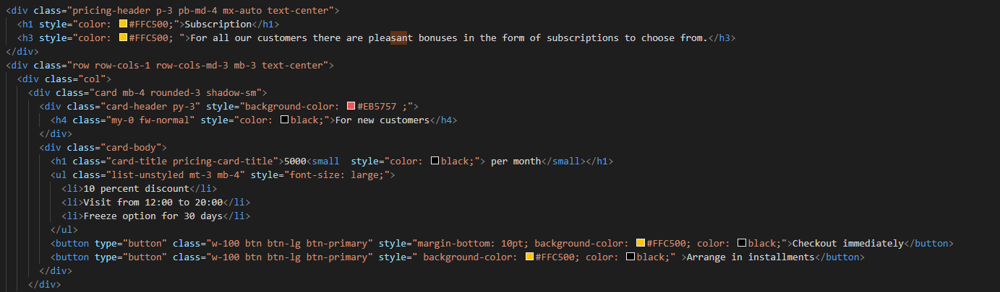 <div class="pricing-header p-3 pb-md-4 mx-auto text-center">
<h1 style="color: #FFC500;">Subscription</h1>
<h3 style="color: #FFC500; ">For all our customers there are pleasant bonuses in the form of subscriptions to choose from.</h3>
</div>
<div class="row row-cols-1 row-cols-md-3 mb-3 text-center">
<div class="col">
<div class="card mb-4 rounded-3 shadow-sm">
<div class="card-header py-3" style="background-color: #EB5757 ;">
<h4 class="my-0 fw-normal" style="color: black;">For new customers</h4>
</div>
<div class="card-body">
<h1 class="card-title pricing-card-title">5000<small  style="color: black;"> per month</small></h1>
<ul class="list-unstyled mt-3 mb-4" style="font-size: large;">
<li>10 percent discount</li>
<li>Visit from 12:00 to 20:00</li>
<li>Freeze option for 30 days</li>
</ul>
<button type="button" class="w-100 btn btn-lg btn-primary" style="margin-bottom: 10pt; background-color: #FFC500; color: black;">Checkout immediately</button>
<button type="button" class="w-100 btn btn-lg btn-primary" style=" background-color: #FFC500; color: black;" >Arrange in installments</button>
</div>
</div>